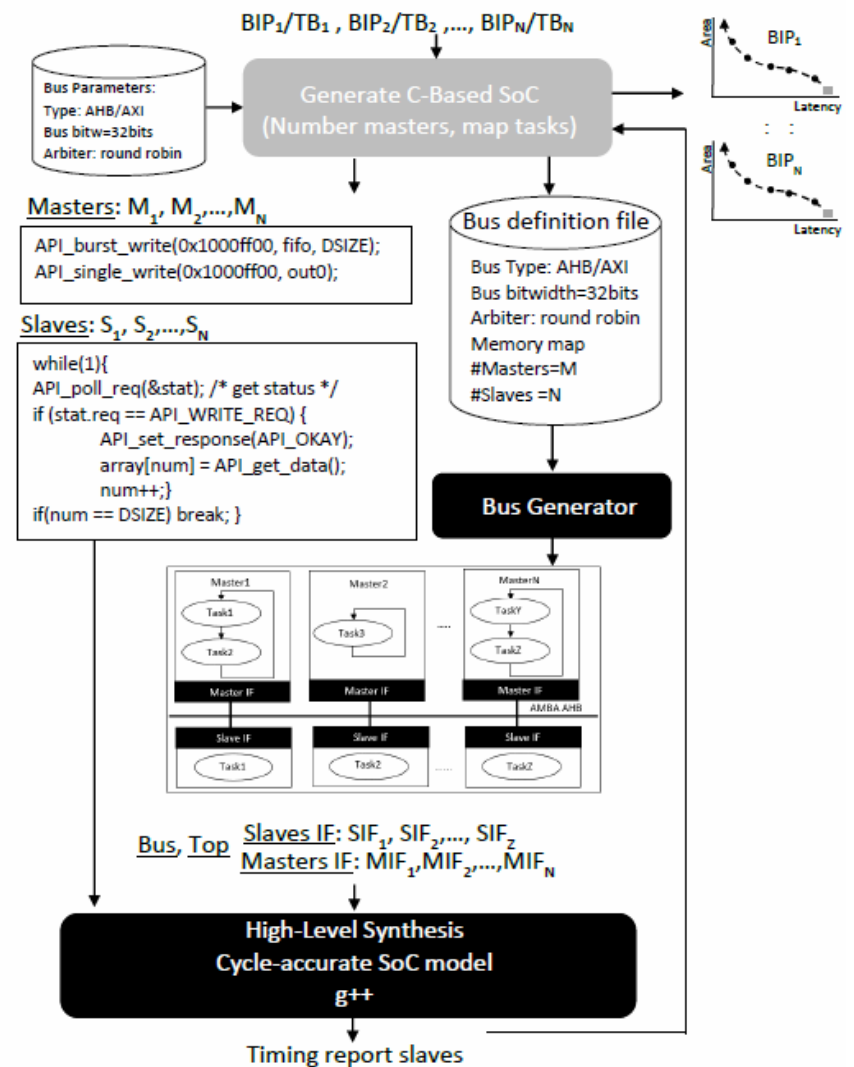 BIP1/TB1 , BIP2/TB2 ,..., BIPN/TBN
Bus Parameters:
Type: AHB/AXI
Bus bitw=32bits
Arbiter: round robin
Generate C-Based SoC
(Number masters, map tasks)
Area
BIP1
Latency
: :
Area
BIPN
Latency
Masters: M1, M2,...,MN
API_burst_write(0x1000ff00, fifo, DSIZE);
API_single_write(0x1000ff00, out0);
Slaves: S1, S2,...,SN
while(1){
API_poll_req(&stat); /* get status */
if (stat.req == API_WRITE_REQ) {
API_set_response(API_OKAY);
array[num] = API_get_data();
num++;}
if(num == DSIZE) break; }
Bus definition file
Bus Type: AHB/AXI
Bus bitwidth=32bits
Arbiter: round robin
Memory map
#Masters=M
#Slaves =N
Bus Generator
Master1
Task1
Task2
Master IF
Master2
Task3
Master IF
.....
MasterN
TaskY
TaskZ
Master IF
AMBA AHB
Slave IF
Task1
Slave IF
Task2
......
Slave IF
TaskZ
Bus, Top
Slaves IF: SIF1, SIF2,..., SIFZ
Masters IF: MIF1,MIF2,...,MIFN
High-Level Synthesis
Cycle-accurate SoC model
g++
Timing report slaves